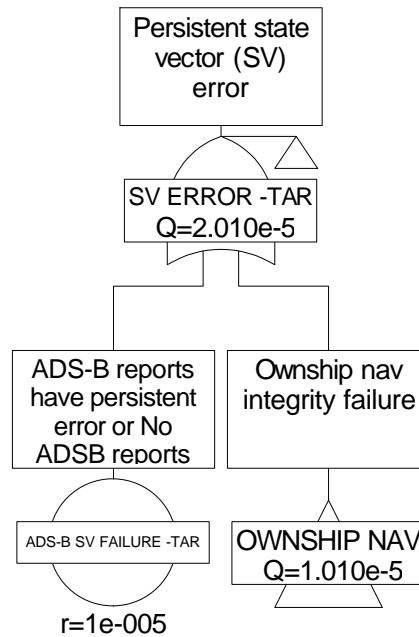 Persistent state
vector (SV)
error
SV ERROR -TAR
Q=2.010e-5
ADS-B reports
have persistent
error or No
ADSB reports
Ownship nav
integrity failure
ADS-B SV FAILURE -TAR
r=1e-005
OWNSHIP NAV
Q=1.010e-5